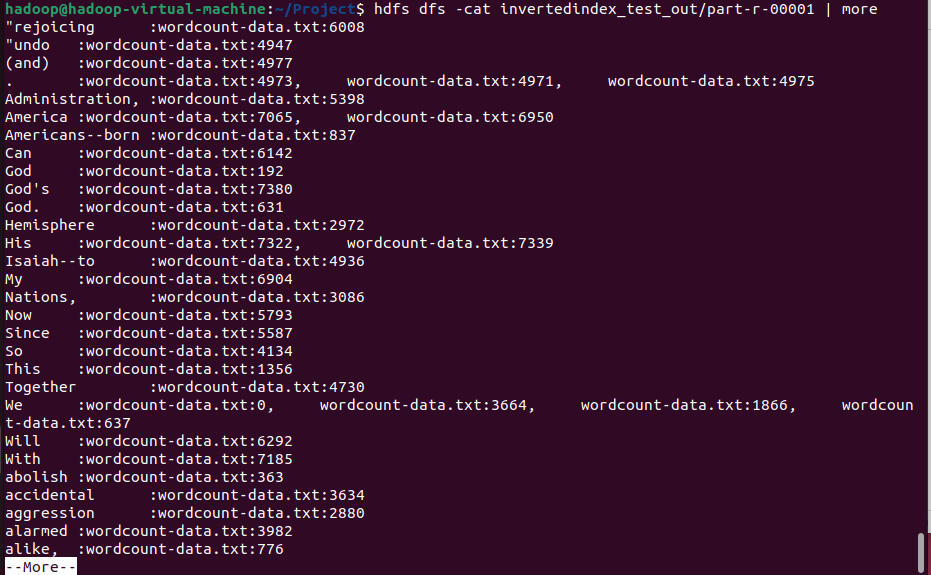 hadoop@hadoop-virtual-machine:~/Project$ hdfs dfs -cat invertedindex_test_out/part-r-00001 | more
"rejoicing      :wordcount-data.txt:6008
"undo   :wordcount-data.txt:4947
(and)   :wordcount-data.txt:4977
.       :wordcount-data.txt:4973,     wordcount-data.txt:4971,     wordcount-data.txt:4975
Administration, :wordcount-data.txt:5398
America :wordcount-data.txt:7065,     wordcount-data.txt:6950
Americans--born :wordcount-data.txt:837
Can     :wordcount-data.txt:6142
God     :wordcount-data.txt:192
God's   :wordcount-data.txt:7380
God.    :wordcount-data.txt:631
Hemisphere      :wordcount-data.txt:2972
His     :wordcount-data.txt:7322,     wordcount-data.txt:7339
Isaiah--to      :wordcount-data.txt:4936
My      :wordcount-data.txt:6904
Nations,        :wordcount-data.txt:3086
Now     :wordcount-data.txt:5793
Since   :wordcount-data.txt:5587
So      :wordcount-data.txt:4134
This    :wordcount-data.txt:1356
Together        :wordcount-data.txt:4730
We      :wordcount-data.txt:0,     wordcount-data.txt:3664,     wordcount-data.txt:1866,     wordcoun
t-data.txt:637
Will    :wordcount-data.txt:6292
With    :wordcount-data.txt:7185
abolish :wordcount-data.txt:363
accidental      :wordcount-data.txt:3634
aggression      :wordcount-data.txt:2880
alarmed :wordcount-data.txt:3982
alike,  :wordcount-data.txt:776
--More--